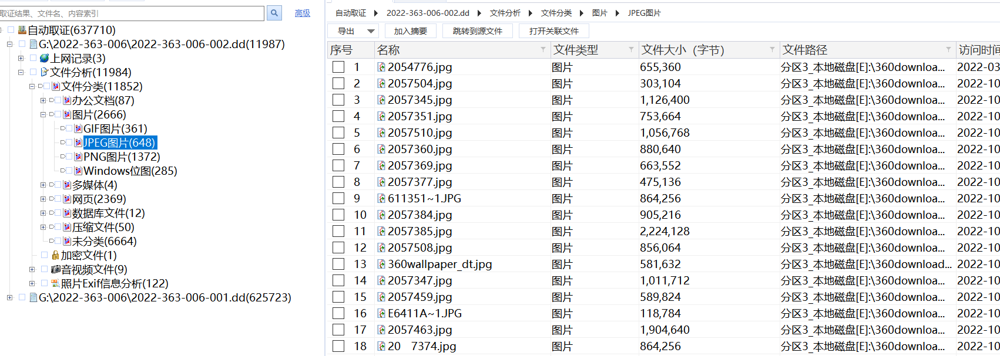 取证结果、文件名、内容索引
高级
自动取证(637710)
G:\2022-363-006\2022-363-006-002.dd(11987)
上网记录(3)
文件分析(11984)
文件分类(11852)
办公文档(87)
图片(2666)
GIF图片(361)
JPEG图片(648)
PNG图片(1372)
Windows位图(285)
多媒体(4)
网页(2369)
数据库文件(12)
压缩文件(50)
未分类(6664)
加密文件(1)
音视频文件(9)
照片Exif信息分析(122)
G:\2022-363-006\2022-363-006-001.dd(625723)
自动取证 2022-363-006-002.dd 文件分析 文件分类 图片 JPEG图片
导出 加入摘要 跳转到源文件 打开关联文件
序号 名称 文件类型 文件大小（字节） 文件路径 访问时间
1 2054776.jpg 图片 655,360 分区3_本地磁盘[E]:\360downloa... 2022-03
2 2057504.jpg 图片 303,104 分区3_本地磁盘[E]:\360downloa... 2022-10
3 2057345.jpg 图片 1,126,400 分区3_本地磁盘[E]:\360downloa... 2022-10
4 2057351.jpg 图片 753,664 分区3_本地磁盘[E]:\360downloa... 2022-10
5 2057510.jpg 图片 1,056,768 分区3_本地磁盘[E]:\360downloa... 2022-10
6 2057360.jpg 图片 880,640 分区3_本地磁盘[E]:\360downloa... 2022-10
7 2057369.jpg 图片 663,552 分区3_本地磁盘[E]:\360downloa... 2022-10
8 2057377.jpg 图片 475,136 分区3_本地磁盘[E]:\360downloa... 2022-10
9 611351~1.JPG 图片 864,256 分区3_本地磁盘[E]:\360downloa... 2022-10
10 2057384.jpg 图片 905,216 分区3_本地磁盘[E]:\360downloa... 2022-10
11 2057385.jpg 图片 2,224,128 分区3_本地磁盘[E]:\360downloa... 2022-10
12 2057508.jpg 图片 856,064 分区3_本地磁盘[E]:\360downloa... 2022-10
13 360wallpaper_dt.jpg 图片 581,632 分区3_本地磁盘[E]:\360download... 2022-10
14 2057347.jpg 图片 1,011,712 分区3_本地磁盘[E]:\360downloa... 2022-10
15 2057459.jpg 图片 589,824 分区3_本地磁盘[E]:\360downloa... 2022-10
16 E6411A~1.JPG 图片 118,784 分区3_本地磁盘[E]:\360downloa... 2022-10
17 2057463.jpg 图片 1,904,640 分区3_本地磁盘[E]:\360downloa... 2022-10
18 20 7374.jpg 图片 864,256 分区3_本地磁盘[E]:\360downloa... 2022-10